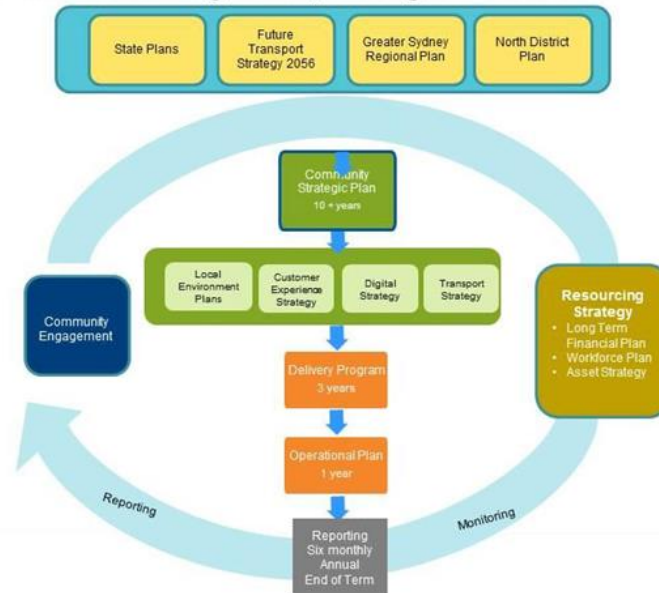 State Plans
Future
Transport
Strategy 2056
Greater Sydney
Regional Plan
North District
Plan
Community
Strategic Plan
10 + years
Local
Environment
Plans
Customer
Experience
Strategy
Digital
Strategy
Transport
Strategy
Community
Engagement
Resourcing
Strategy
• Long Term
Financial Plan
• Workforce Plan
• Asset Strategy
Delivery Program
3 years
Operational Plan
1 year
Reporting
Monitoring
Reporting
Six monthly
Annual
End of Term